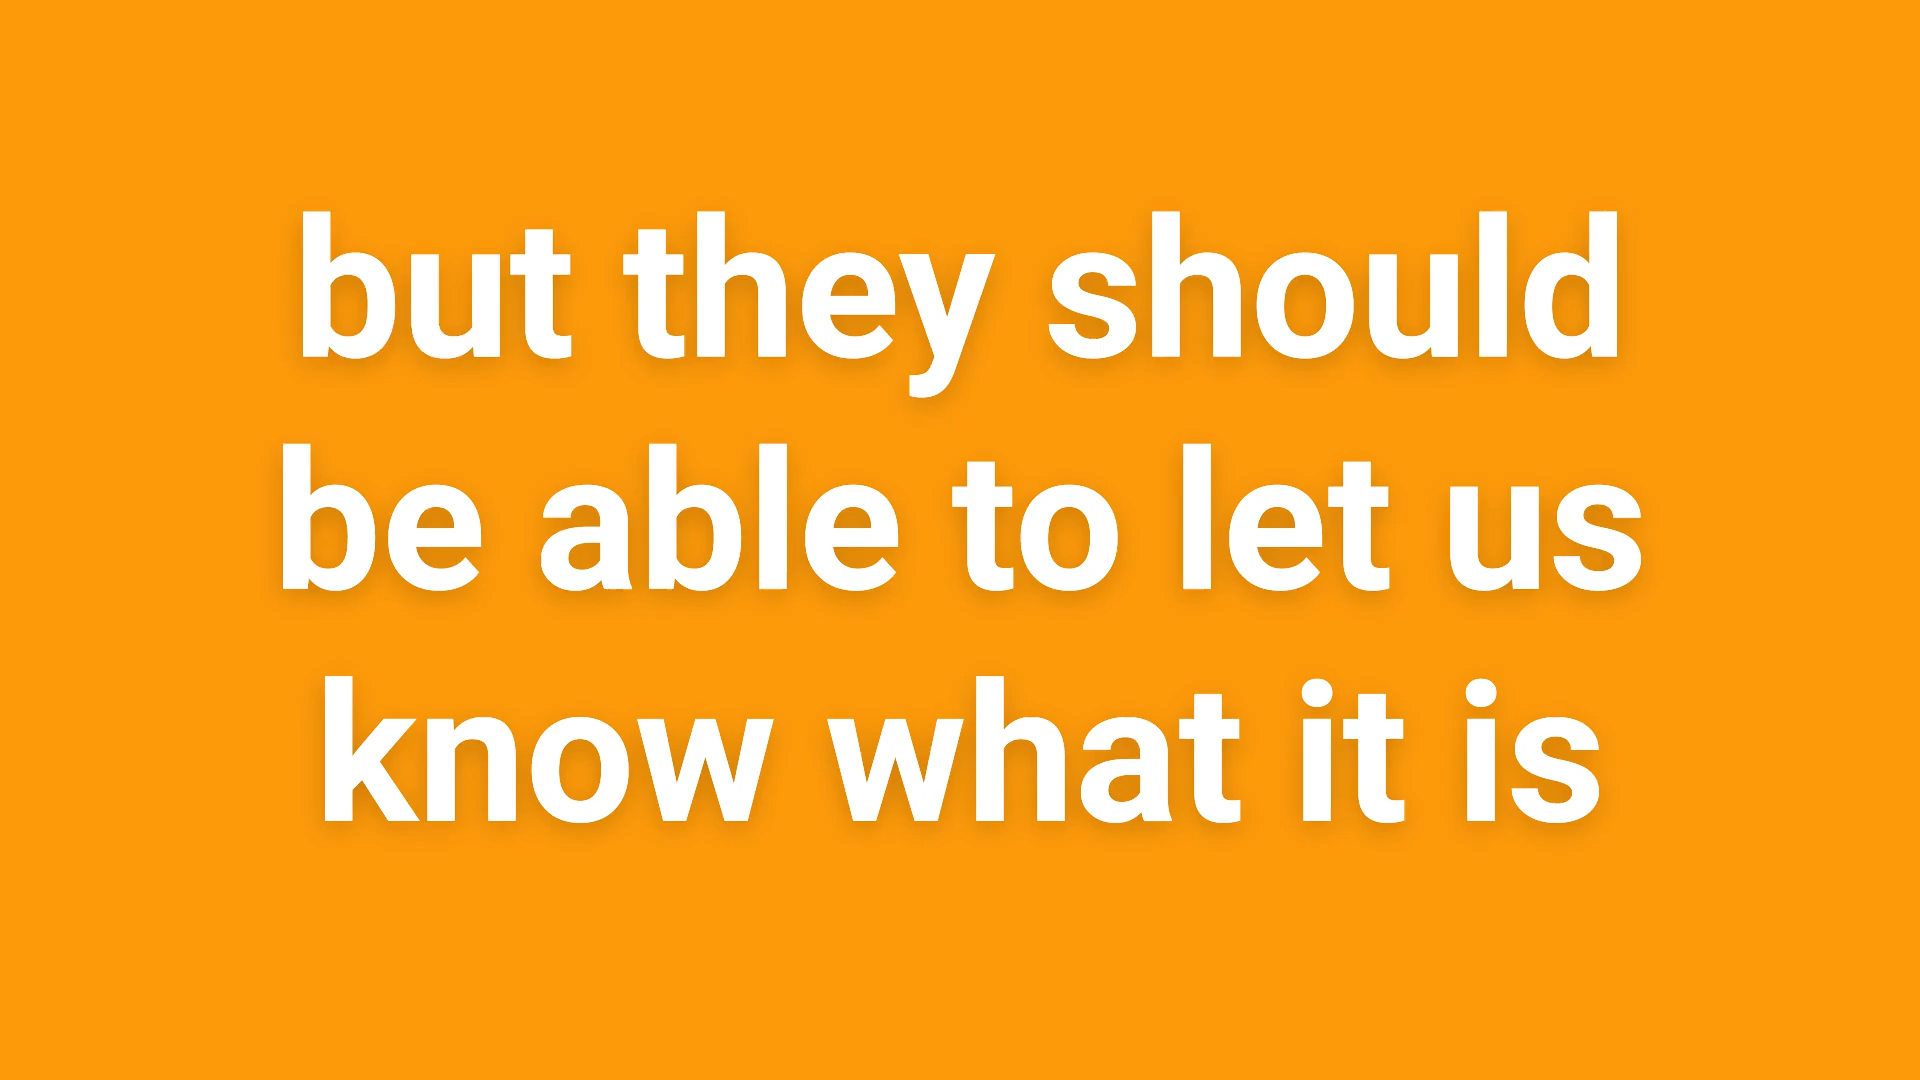 but they should
be able to let us
know what it is